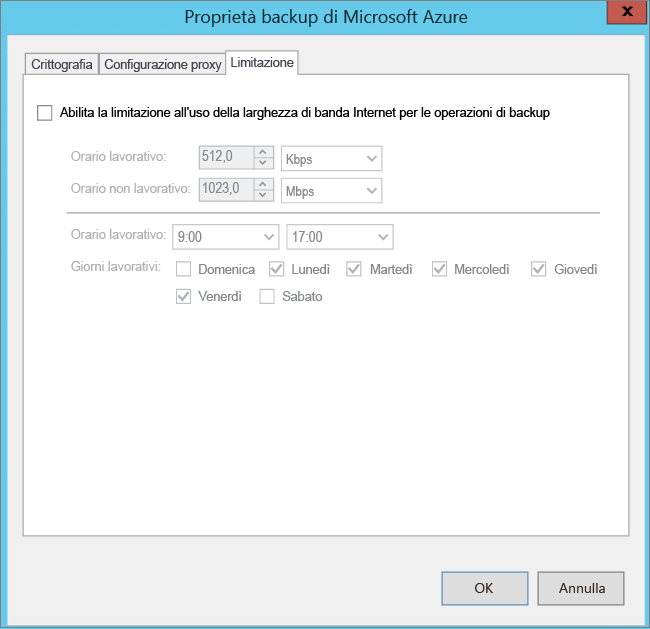 Proprietà backup di Microsoft Azure
x
Crittografia Configurazione proxy Limitazione
Abilita la limitazione all'uso della larghezza di banda Internet per le operazioni di backup
Orario lavorativo: 512,0 Kbps
Orario non lavorativo: 1023,0 Mbps
Orario lavorativo: 9:00 17:00
Giorni lavorativi: Domenica Lunedì Martedì Mercoledì Giovedì
Venerdì Sabato
OK Annulla